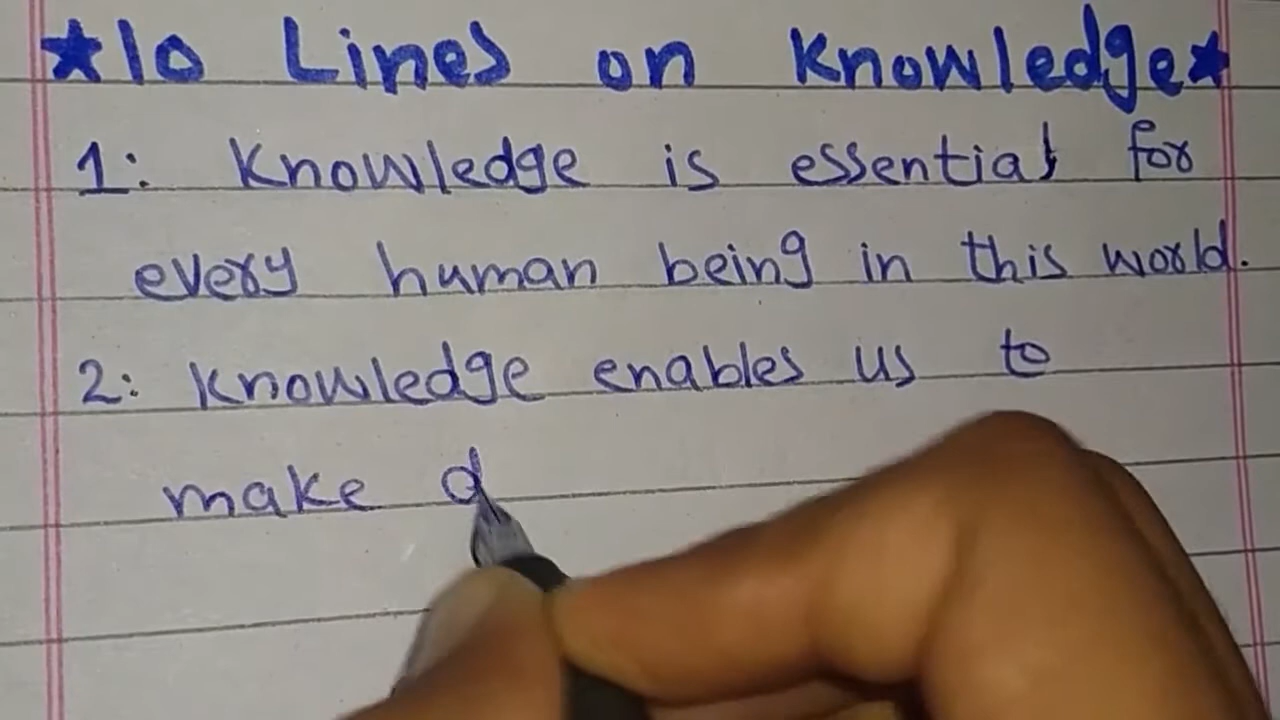 ★10 Lines on Knowledge★
1: Knowledge is essential for
every human being in this world.
2: Knowledge enables us to
make d